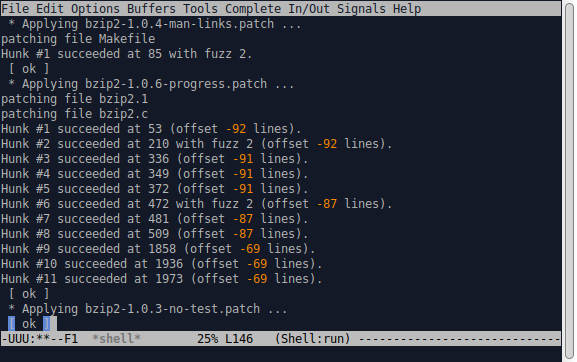 File Edit Options Buffers Tools Complete In/Out Signals Help
 * Applying bzip2-1.0.4-man-links.patch ...
patching file Makefile
Hunk #1 succeeded at 85 with fuzz 2.
 [ ok ]
 * Applying bzip2-1.0.6-progress.patch ...
patching file bzip2.1
patching file bzip2.c
Hunk #1 succeeded at 53 (offset -92 lines).
Hunk #2 succeeded at 210 with fuzz 2 (offset -92 lines).
Hunk #3 succeeded at 336 (offset -91 lines).
Hunk #4 succeeded at 349 (offset -91 lines).
Hunk #5 succeeded at 372 (offset -91 lines).
Hunk #6 succeeded at 472 with fuzz 2 (offset -87 lines).
Hunk #7 succeeded at 481 (offset -87 lines).
Hunk #8 succeeded at 509 (offset -87 lines).
Hunk #9 succeeded at 1858 (offset -69 lines).
Hunk #10 succeeded at 1936 (offset -69 lines).
Hunk #11 succeeded at 1973 (offset -69 lines).
 [ ok ]
 * Applying bzip2-1.0.3-no-test.patch ...
 [ ok ]
-UUU:**--F1  *shell*        25% L146   (Shell:run) -----------------------------